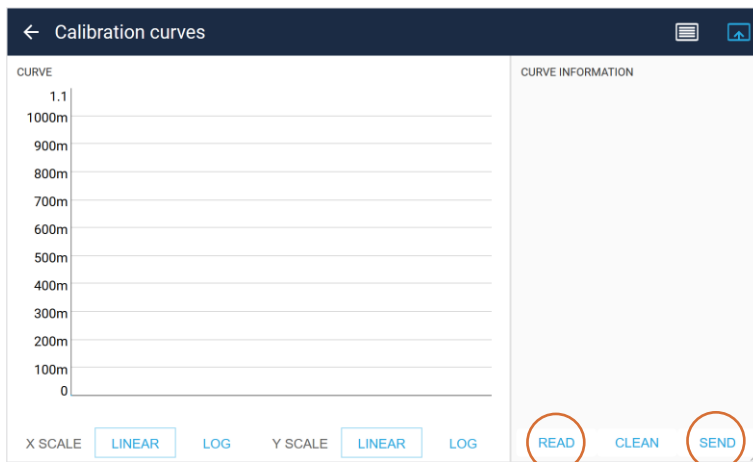 Calibration curves
CURVE
1.1
1000m
900m
800m
700m
600m
500m
400m
300m
200m
100m
0
X SCALE LINEAR LOG Y SCALE LINEAR LOG
CURVE INFORMATION
READ CLEAN SEND